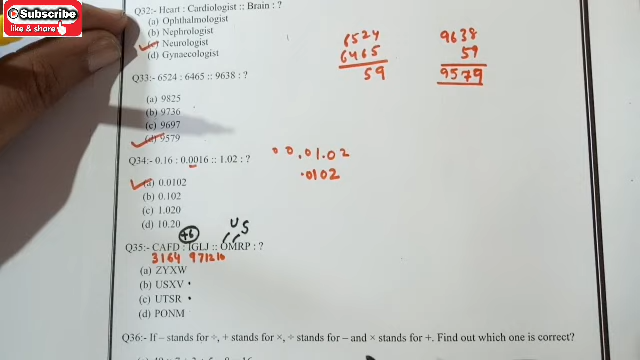 Subscribe
like & share
Q32:- Heart : Cardiologist :: Brain : ?
(a) Ophthalmologist
(b) Nephrologist
(c) Neurologist
(d) Gynaecologist
6524
6465
59
9638
59
9579
Q33:- 6524 : 6465 :: 9638 : ?
(a) 9825
(b) 9736
(c) 9697
(d) 9579
Q34:- 0.16 : 0.0016 :: 1.02 : ?
0 0.01.02
.0102
(a) 0.0102
(b) 0.102
(c) 1.020
(d) 10.20
+6
U S
Q35:- CAFD : IGLJ :: OMRP : ?
3164 971210
(a) ZYXW
(b) USXV
(c) UTSR
(d) PONM
Q36:- If – stands for ÷, + stands for ×, ÷ stands for – and × stands for +. Find out which one is correct?